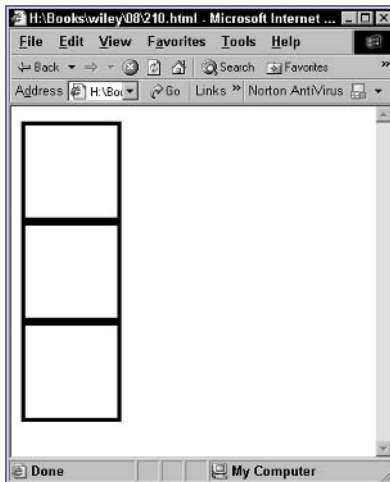 H:\Books\wiley\08\210.html - Microsoft Internet ...
File Edit View Favorites Tools Help
Back Search Favorites »
Address H:\Boo Go Links » Norton AntiVirus
Done My Computer